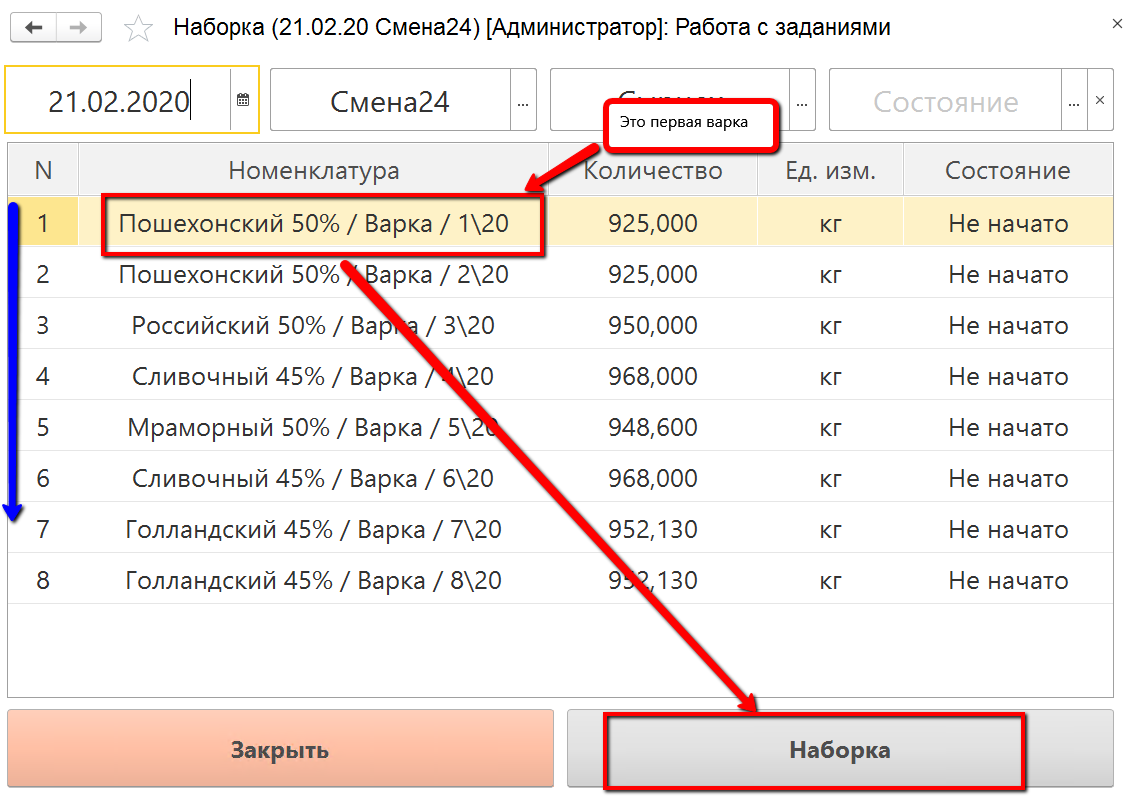 Наборка (21.02.20 Смена24) [Администратор]: Работа с заданиями
21.02.2020 Смена24 ... ... Состояние ...
Это первая варка
N Номенклатура Количество Ед. изм. Состояние
1 Пошехонский 50% / Варка / 1\20 925,000 кг Не начато
2 Пошехонский 50% / Варка / 2\20 925,000 кг Не начато
3 Российский 50% / Варка / 3\20 950,000 кг Не начато
4 Сливочный 45% / Варка / 4\20 968,000 кг Не начато
5 Мраморный 50% / Варка / 5\20 948,600 кг Не начато
6 Сливочный 45% / Варка / 6\20 968,000 кг Не начато
7 Голландский 45% / Варка / 7\20 952,130 кг Не начато
8 Голландский 45% / Варка / 8\20 952,130 кг Не начато
Закрыть Наборка